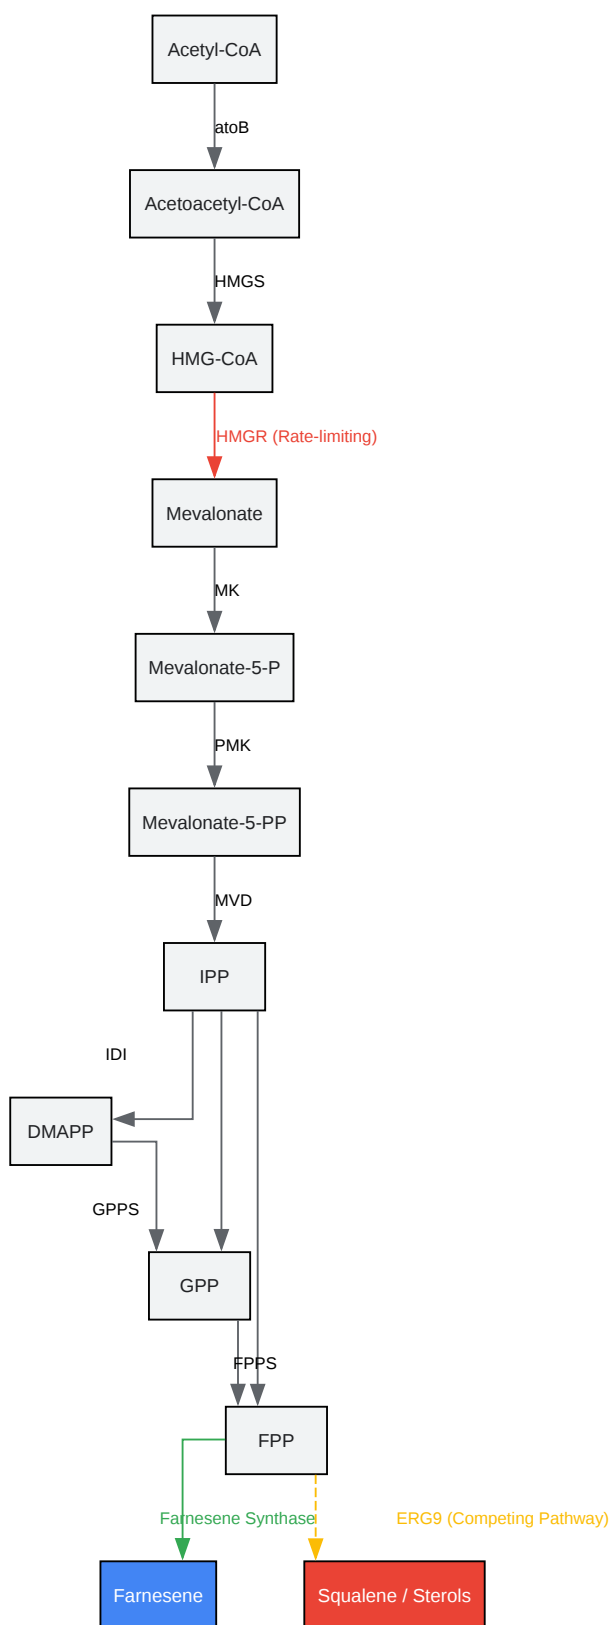 Acetyl-CoA
atoB
Acetoacetyl-CoA
HMGS
HMG-CoA
HMGR (Rate-limiting)
Mevalonate
MK
Mevalonate-5-P
PMK
Mevalonate-5-PP
MVD
IPP
IDI
DMAPP
GPPS
GPP
FPPS
FPP
Farnesene Synthase
ERG9 (Competing Pathway)
Farnesene
Squalene / Sterols